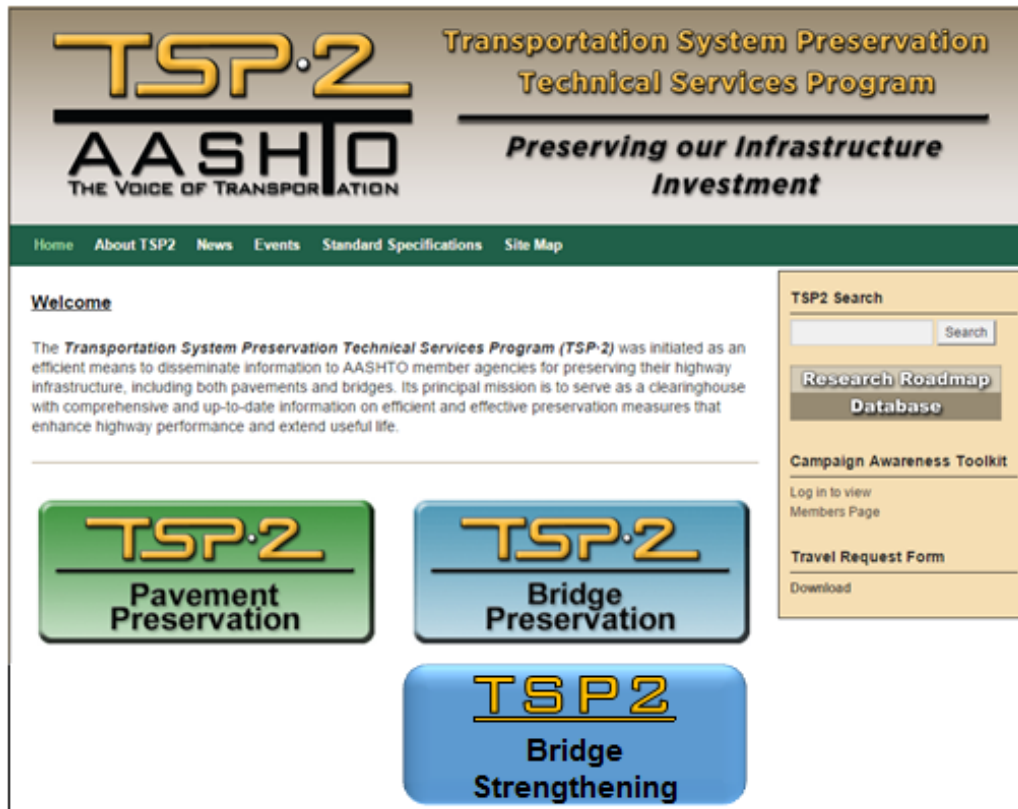 TSP·2
AASHTO
THE VOICE OF TRANSPORTATION
Transportation System Preservation
Technical Services Program
Preserving our Infrastructure
Investment
Home About TSP2 News Events Standard Specifications Site Map
Welcome
The Transportation System Preservation Technical Services Program (TSP·2) was initiated as an
efficient means to disseminate information to AASHTO member agencies for preserving their highway
infrastructure, including both pavements and bridges. Its principal mission is to serve as a clearinghouse
with comprehensive and up-to-date information on efficient and effective preservation measures that
enhance highway performance and extend useful life.
TSP·2
Pavement
Preservation
TSP·2
Bridge
Preservation
TSP2
Bridge
Strengthening
TSP2 Search
Search
Research Roadmap
Database
Campaign Awareness Toolkit
Log in to view
Members Page
Travel Request Form
Download